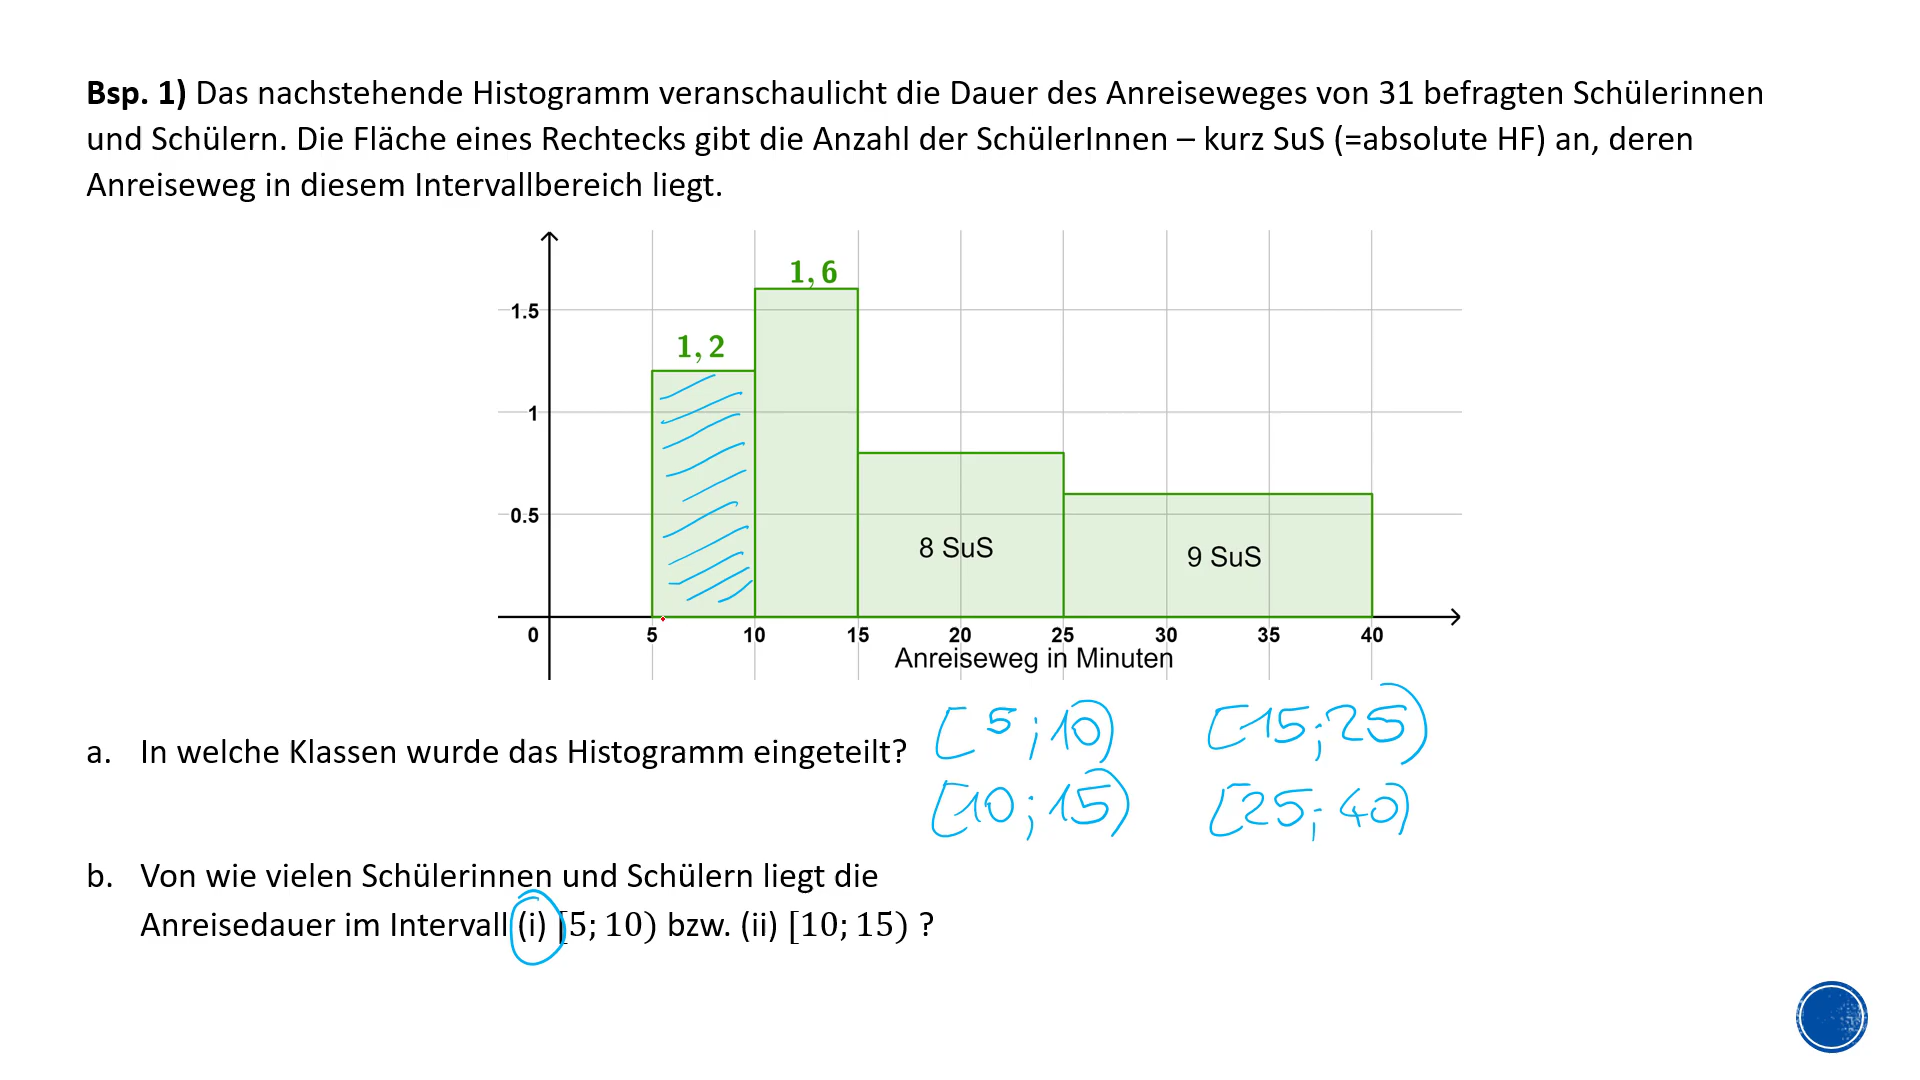 Bsp. 1) Das nachstehende Histogramm veranschaulicht die Dauer des Anreiseweges von 31 befragten Schülerinnen
und Schülern. Die Fläche eines Rechtecks gibt die Anzahl der SchülerInnen – kurz SuS (=absolute HF) an, deren
Anreiseweg in diesem Intervallbereich liegt.
1,6
1.5
1,2
1
0.5
8 SuS
9 SuS
0 5 10 15 20 25 30 35 40
Anreiseweg in Minuten
[5;10) [15;25)
a. In welche Klassen wurde das Histogramm eingeteilt?
[10;15) [25;40)
b. Von wie vielen Schülerinnen und Schülern liegt die
Anreisedauer im Intervall (i) [5; 10) bzw. (ii) [10; 15) ?